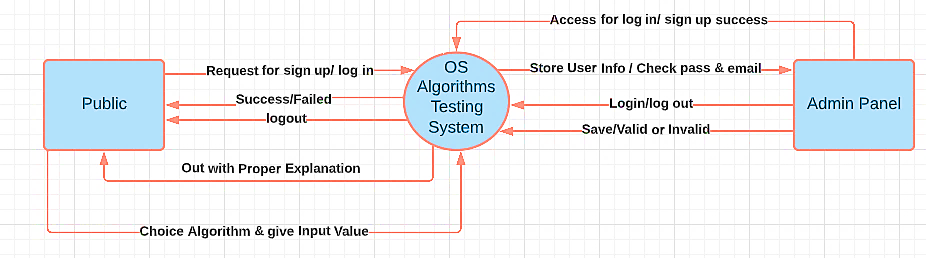 Access for log in/ sign up success
Request for sign up/ log in
OS
Algorithms
Testing
System
Store User Info / Check pass & email
Public
Success/Failed
Login/log out
Admin Panel
logout
Save/Valid or Invalid
Out with Proper Explanation
Choice Algorithm & give Input Value